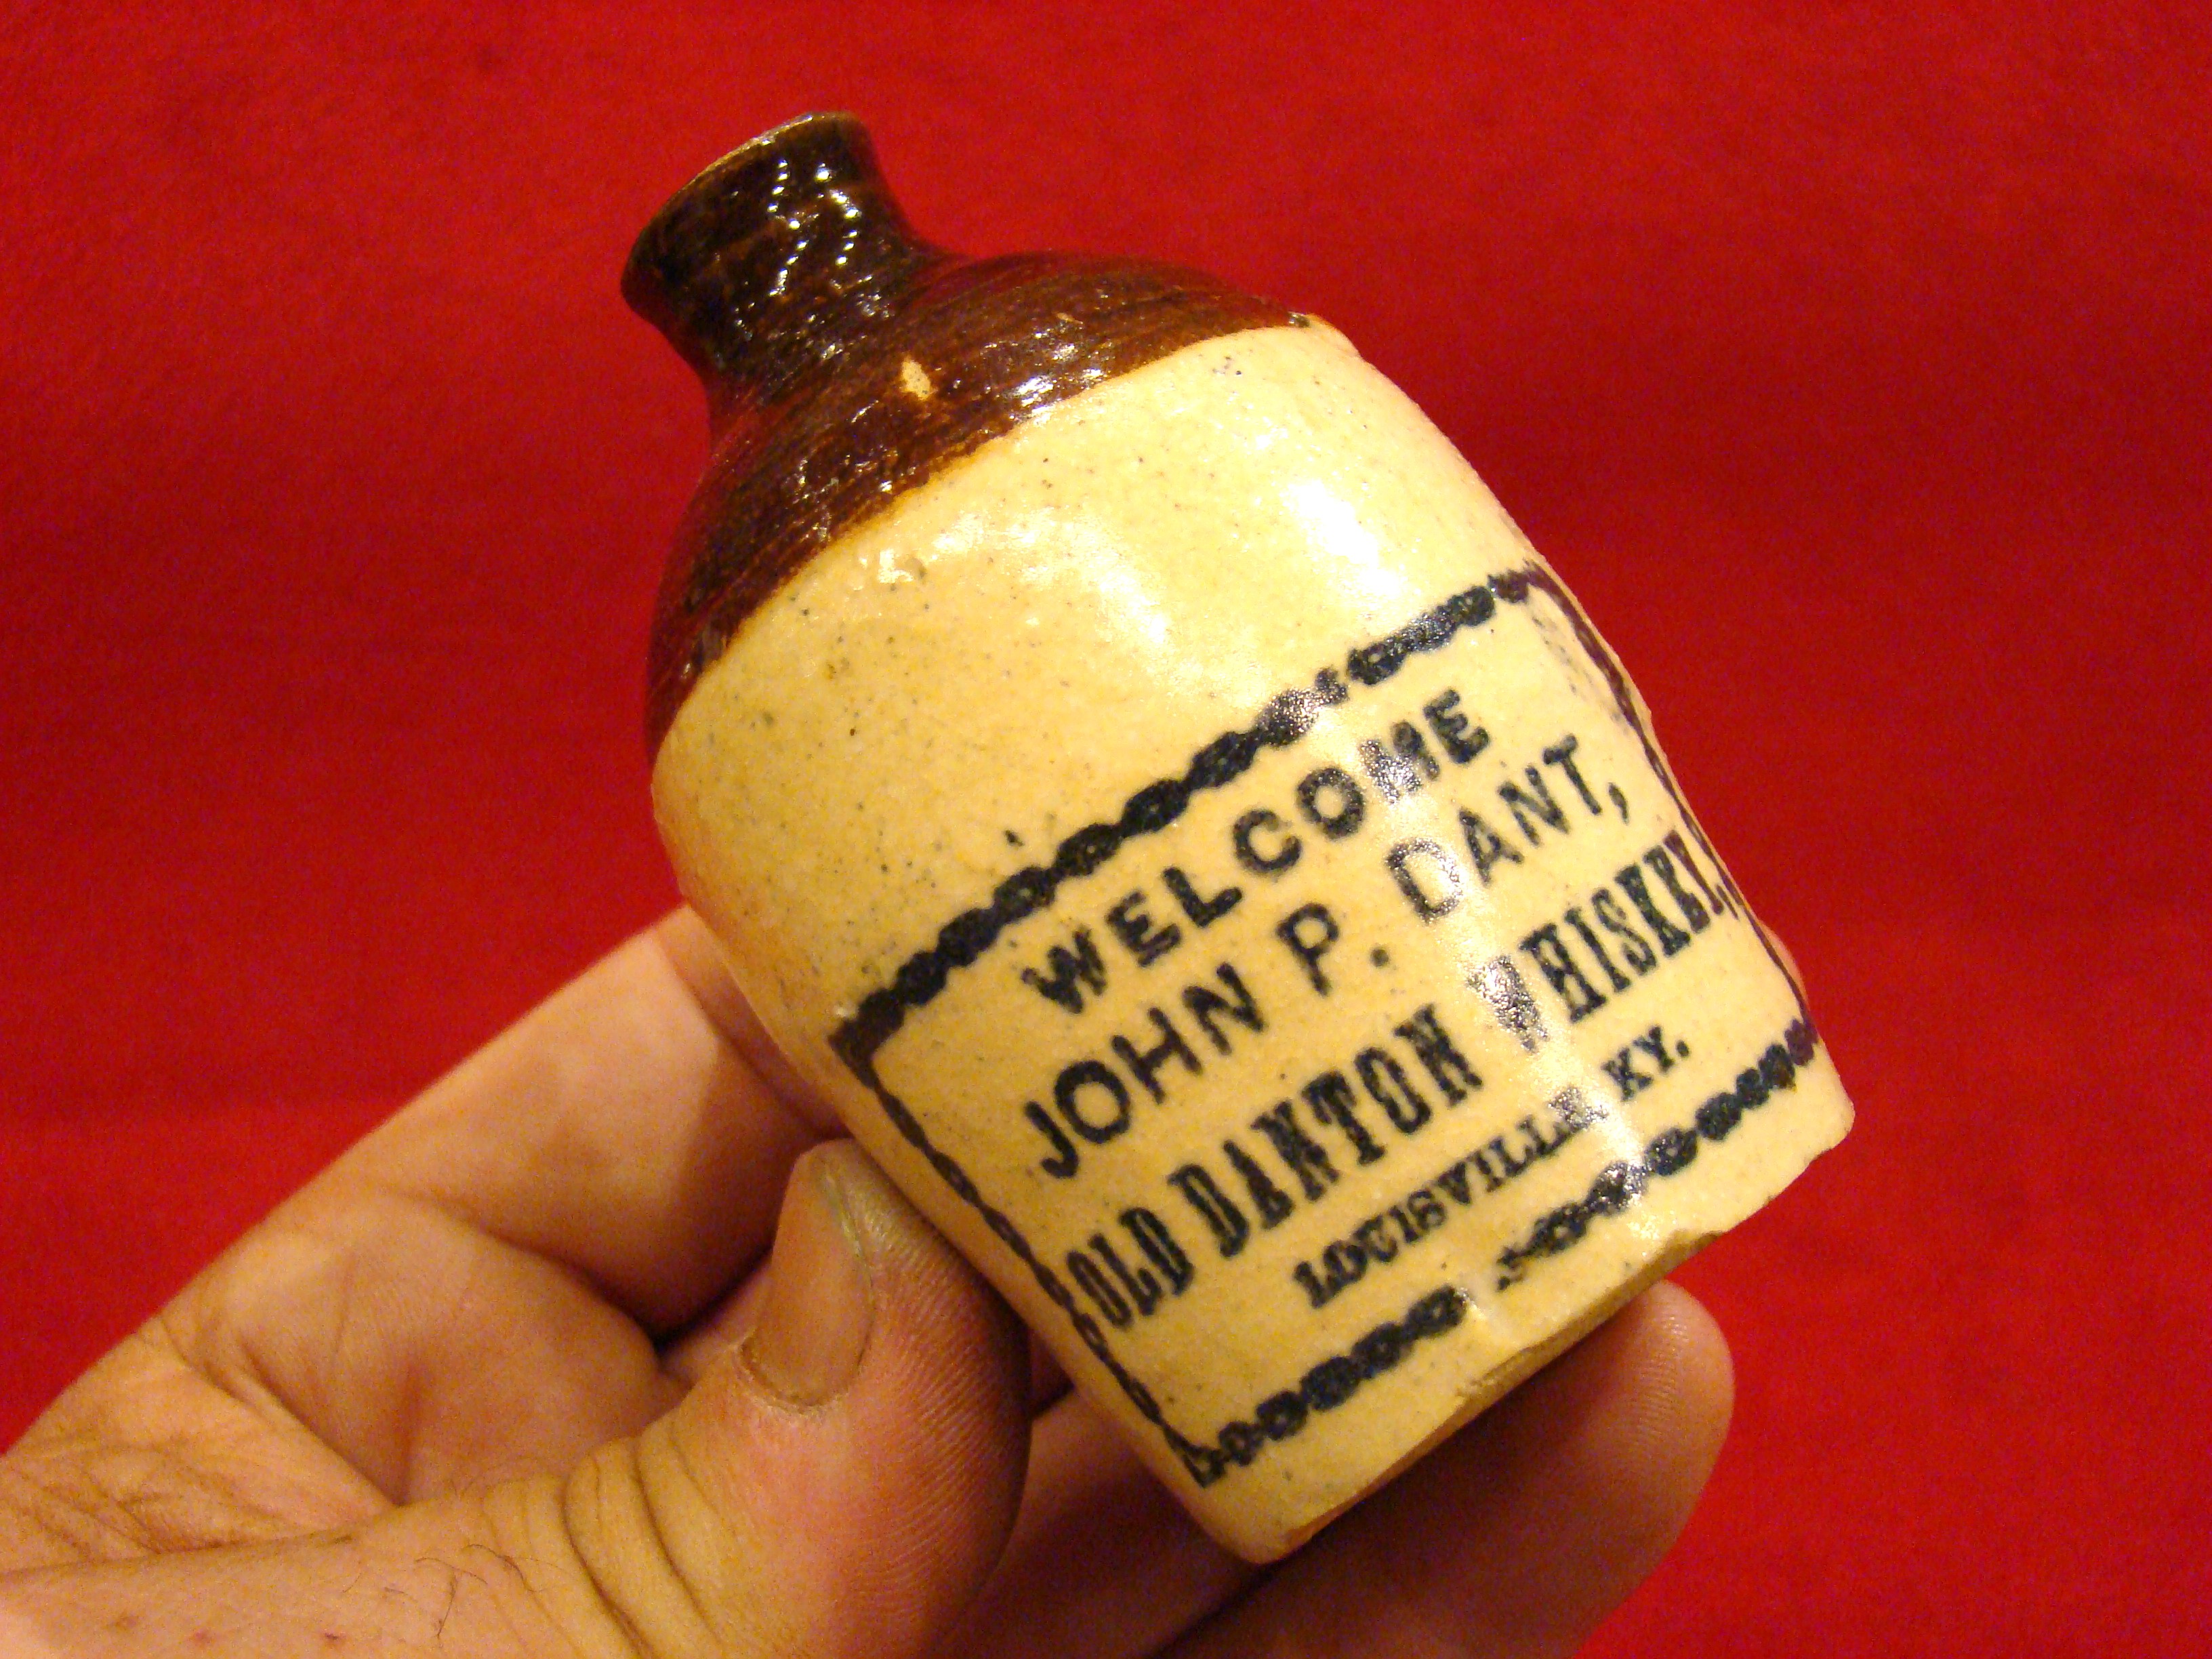 WELCOME
JOHN P. DANT,
OLD DANTON WHISKEY,
LOUISVILLE KY.